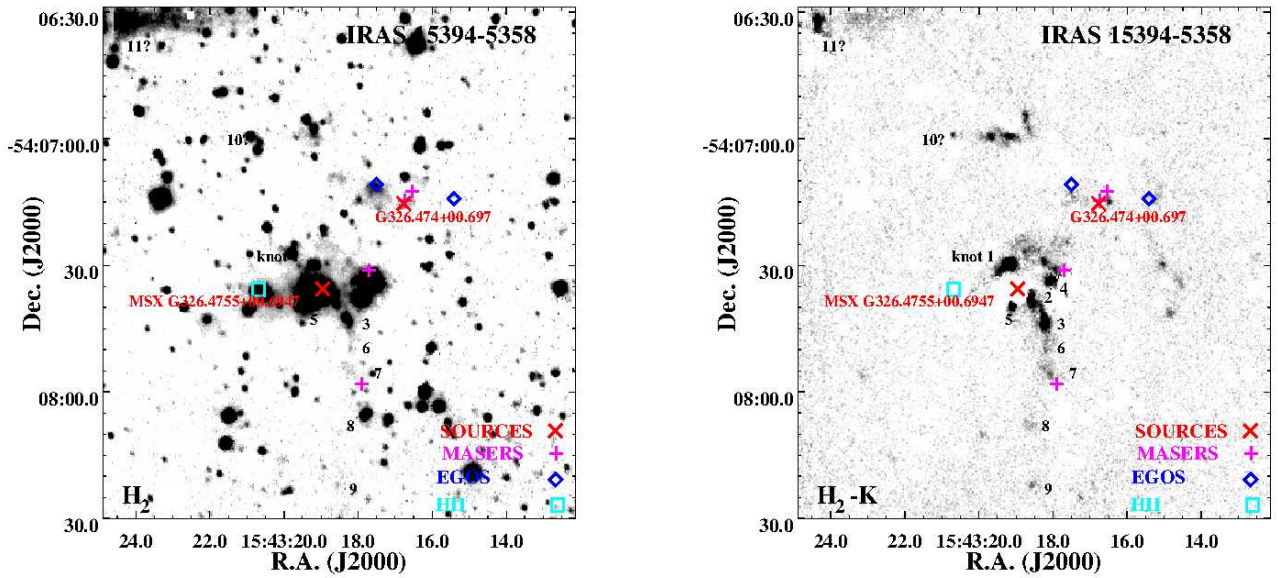 06:30
11?
IRAS 15394-5358
10?
-54:07:00.0
G326.474+00.697
knot
30.0
MSX G326.4755+00.6947
5
3
6
7
08:00.0
8
SOURCES
MASERS
EGOS
HII
9
H2
30.0
24.0 22.0 15:43:20.0 18.0 16.0 14.0
R.A. (J2000)
Dec. (J2000)
06:30.0
11?
IRAS 15394-5358
10?
-54:07:00.0
G326.474+00.697
knot 1
30.0
4
MSX G326.4755+00.6947
2
5
3
6
7
08:00.0
8
SOURCES
MASERS
EGOS
HII
9
H2 -K
30.0
24.0 22.0 15:43:20.0 18.0 16.0 14.0
R.A. (J2000)
Dec. (J2000)